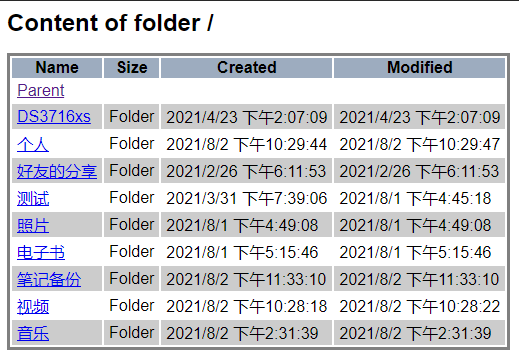 Content of folder /
Name Size Created Modified
Parent
DS3716xs Folder 2021/4/23 下午2:07:09 2021/4/23 下午2:07:09
个人 Folder 2021/8/2 下午10:29:44 2021/8/2 下午10:29:47
好友的分享 Folder 2021/2/26 下午6:11:53 2021/2/26 下午6:11:53
测试 Folder 2021/3/31 下午7:39:06 2021/8/1 下午4:45:18
照片 Folder 2021/8/1 下午4:49:08 2021/8/1 下午4:49:08
电子书 Folder 2021/8/1 下午5:15:46 2021/8/1 下午5:15:46
笔记备份 Folder 2021/8/2 下午11:33:10 2021/8/2 下午11:33:10
视频 Folder 2021/8/2 下午10:28:18 2021/8/2 下午10:28:22
音乐 Folder 2021/8/2 下午2:31:39 2021/8/2 下午2:31:39